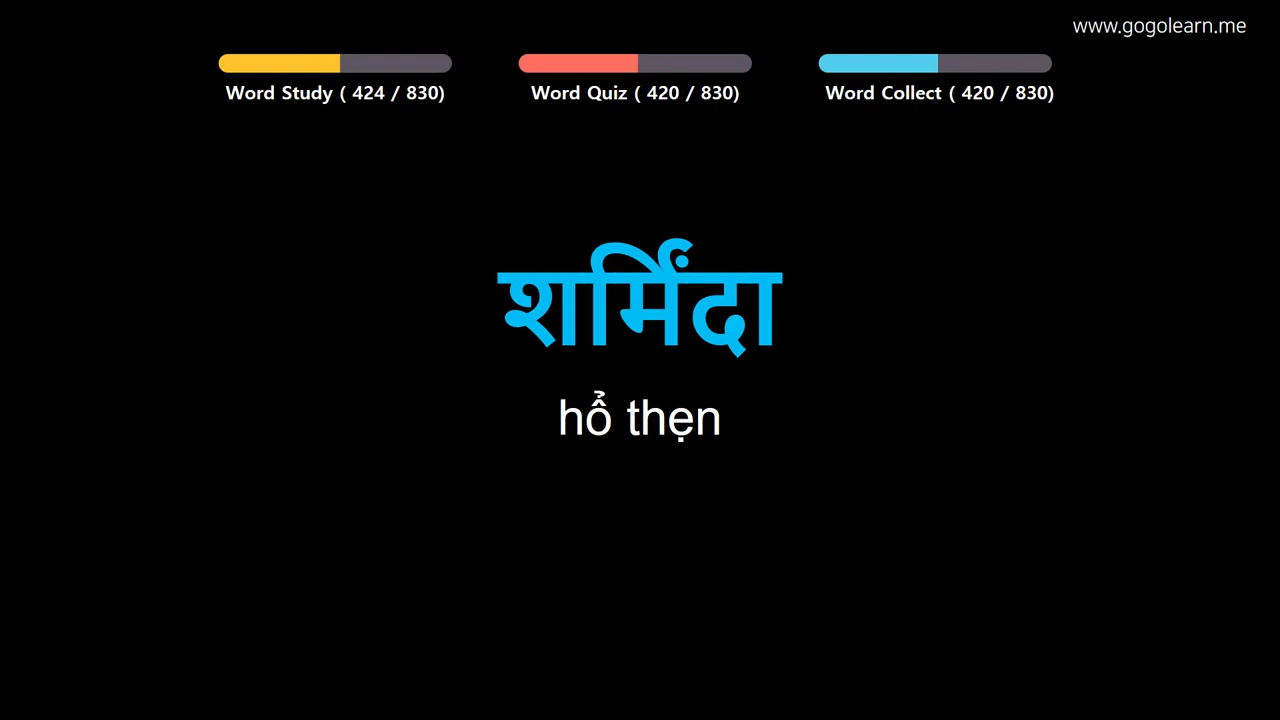 www.gogolearn.me
Word Study ( 424 / 830)
Word Quiz ( 420 / 830)
Word Collect ( 420 / 830)
शर्मिंदा
hổ thẹn